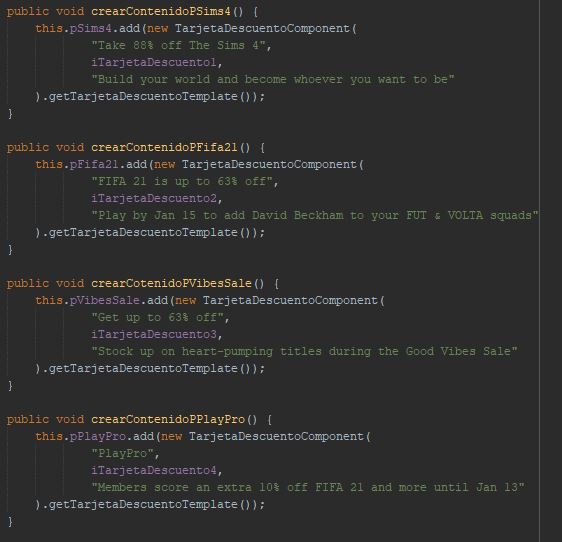 public void crearContenidoPSims4() {
this.pSims4.add(new TarjetaDescuentoComponent(
"Take 88% off The Sims 4",
iTarjetaDescuento1,
"Build your world and become whoever you want to be"
).getTarjetaDescuentoTemplate());
}
public void crearContenidoPFifa21() {
this.pFifa21.add(new TarjetaDescuentoComponent(
"FIFA 21 is up to 63% off",
iTarjetaDescuento2,
"Play by Jan 15 to add David Beckham to your FUT & VOLTA squads"
).getTarjetaDescuentoTemplate());
}
public void crearCotenidoPVibesSale() {
this.pVibesSale.add(new TarjetaDescuentoComponent(
"Get up to 63% off",
iTarjetaDescuento3,
"Stock up on heart-pumping titles during the Good Vibes Sale"
).getTarjetaDescuentoTemplate());
}
public void crearContenidoPPlayPro() {
this.pPlayPro.add(new TarjetaDescuentoComponent(
"PlayPro",
iTarjetaDescuento4,
"Members score an extra 10% off FIFA 21 and more until Jan 13"
).getTarjetaDescuentoTemplate());
}